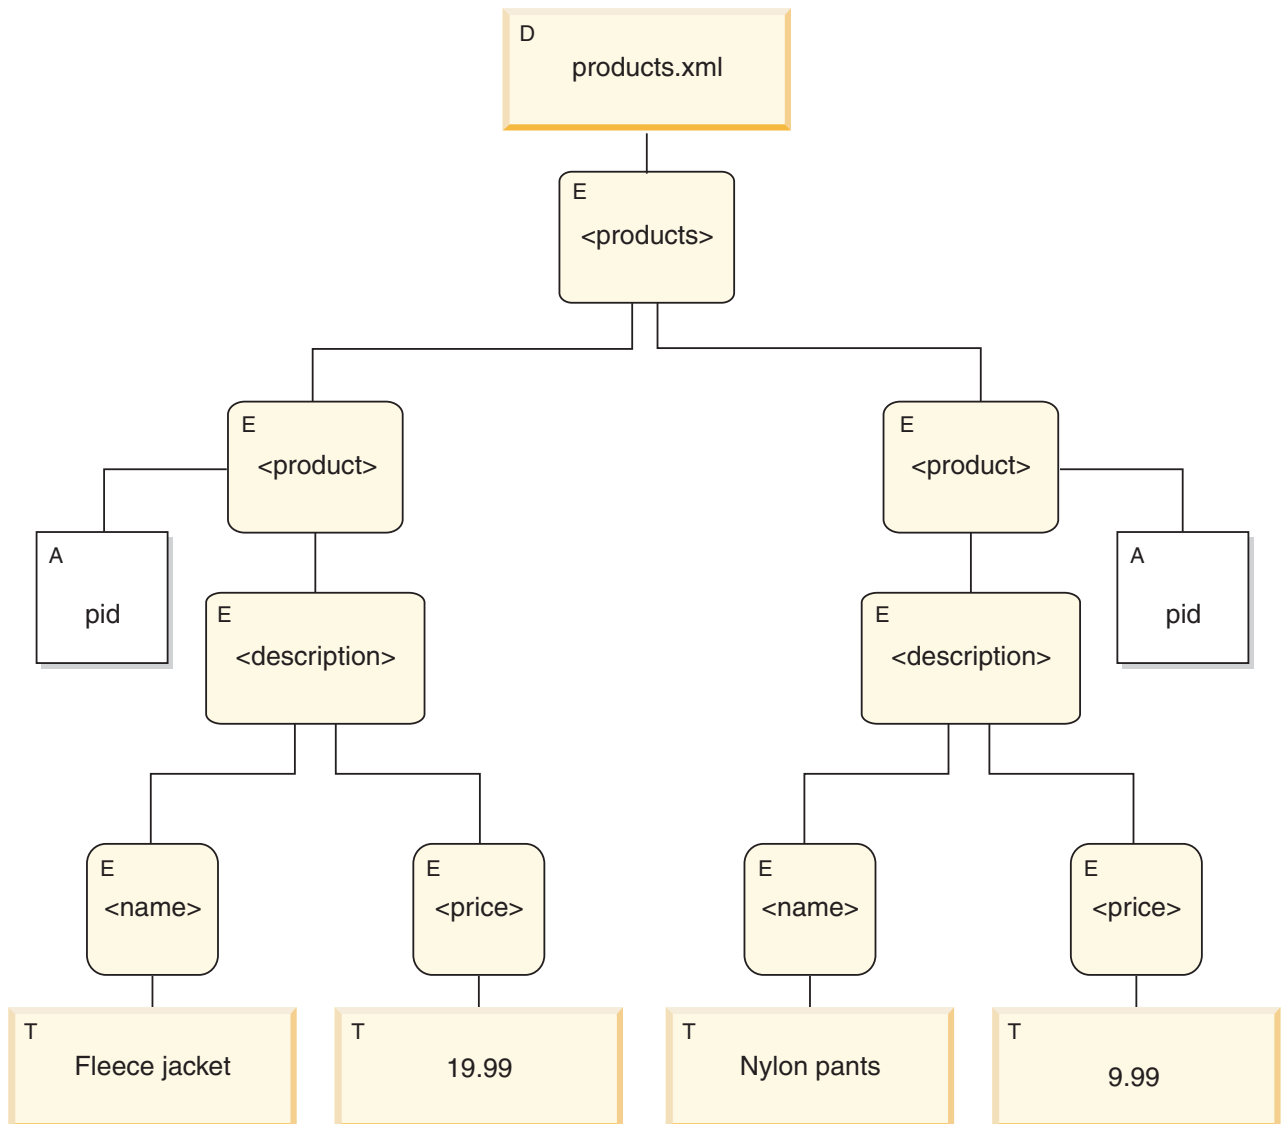 D
products.xml
E
<products>
E
<product>
E
<product>
A
pid
E
<description>
E
<description>
A
pid
E
<name>
E
<price>
E
<name>
E
<price>
T
Fleece jacket
T
19.99
T
Nylon pants
T
9.99